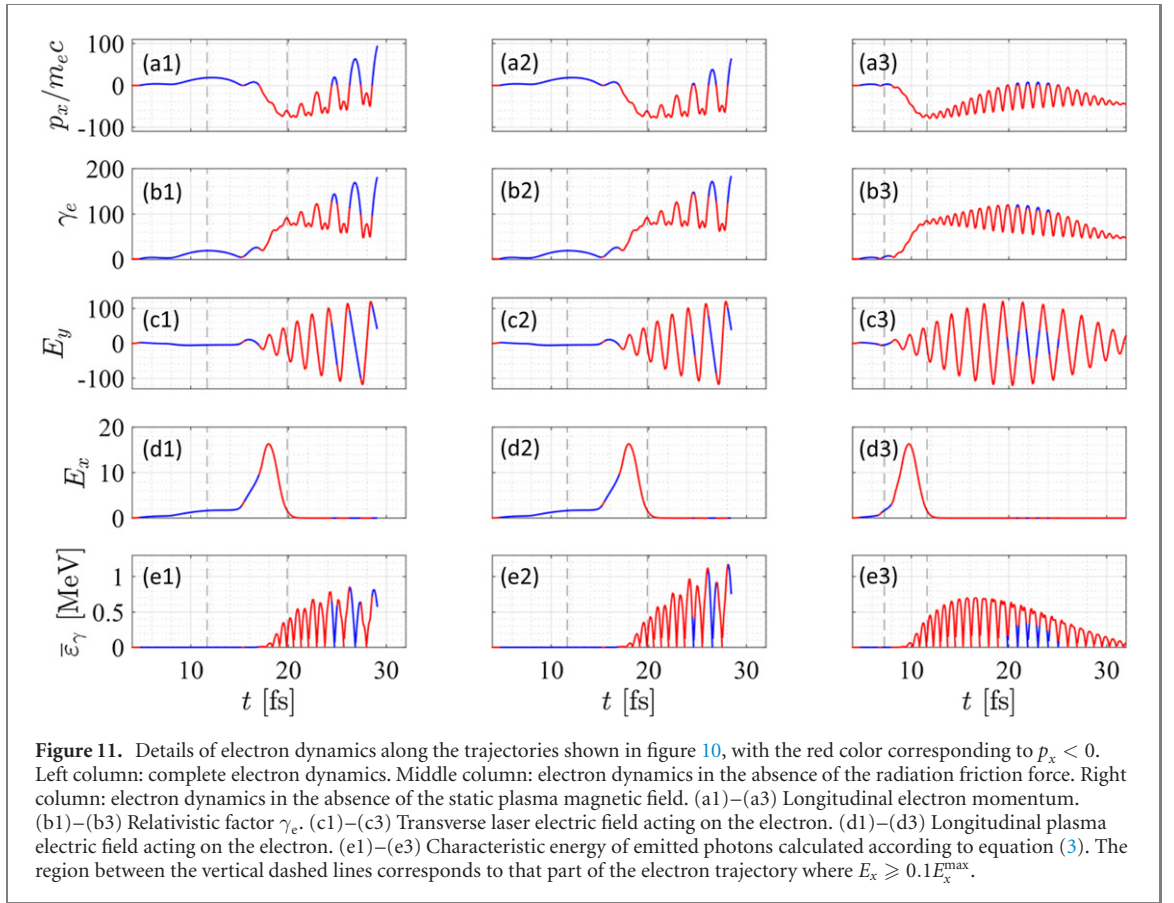 100
0
-100
p_x/m_ec
(a1)
(a2)
(a3)
200
100
0
γ_e
(b1)
(b2)
(b3)
100
0
-100
E_y
(c1)
(c2)
(c3)
20
10
0
E_x
(d1)
(d2)
(d3)
1
0.5
0
ε̄_γ [MeV]
(e1)
(e2)
(e3)
10 20 30
10 20 30
10 20 30
t [fs]
t [fs]
t [fs]
Figure 11. Details of electron dynamics along the trajectories shown in figure 10, with the red color corresponding to p_x < 0.
Left column: complete electron dynamics. Middle column: electron dynamics in the absence of the radiation friction force. Right
column: electron dynamics in the absence of the static plasma magnetic field. (a1)–(a3) Longitudinal electron momentum.
(b1)–(b3) Relativistic factor γ_e. (c1)–(c3) Transverse laser electric field acting on the electron. (d1)–(d3) Longitudinal plasma
electric field acting on the electron. (e1)–(e3) Characteristic energy of emitted photons calculated according to equation (3). The
region between the vertical dashed lines corresponds to that part of the electron trajectory where E_x ⩾ 0.1E_x^max.